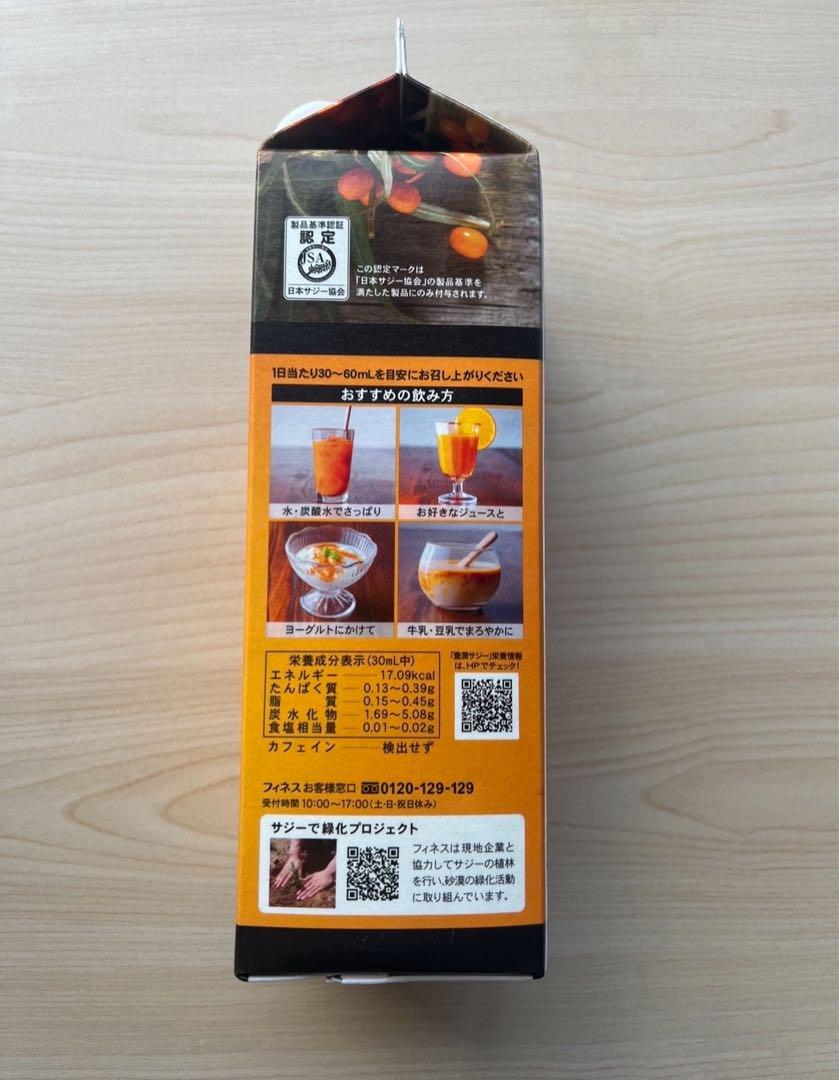 製品基準認証
認定
JSA
日本サジー協会
この認定マークは
「日本サジー協会」の製品基準を
満たした製品にのみ付与されます。
1日当たり30〜60mLを目安にお召し上がりください
おすすめの飲み方
水・炭酸水でさっぱり
お好きなジュースと
ヨーグルトにかけて
牛乳・豆乳でまろやかに
栄養成分表示(30mL中)
エネルギー 17.09kcal
たんぱく質 0.13〜0.39g
脂質 0.15〜0.45g
炭水化物 1.69〜5.08g
食塩相当量 0.01〜0.02g
カフェイン 検出せず
「豊潤サジー」栄養情報
は、HPでチェック!
フィネスお客様窓口 0120-129-129
受付時間 10:00〜17:00(土・日・祝日休み)
サジーで緑化プロジェクト
フィネスは現地企業と
協力してサジーの植林
を行い、砂漠の緑化活動
に取り組んでいます。